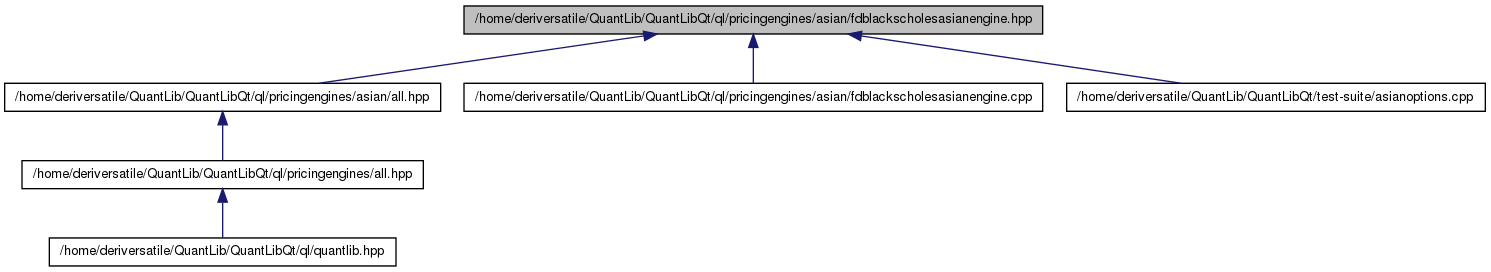 /home/deriversatile/QuantLib/QuantLibQt/ql/pricingengines/asian/fdblackscholesasianengine.hpp
/home/deriversatile/QuantLib/QuantLibQt/ql/pricingengines/asian/all.hpp
/home/deriversatile/QuantLib/QuantLibQt/ql/pricingengines/asian/fdblackscholesasianengine.cpp
/home/deriversatile/QuantLib/QuantLibQt/test-suite/asianoptions.cpp
/home/deriversatile/QuantLib/QuantLibQt/ql/pricingengines/all.hpp
/home/deriversatile/QuantLib/QuantLibQt/ql/quantlib.hpp